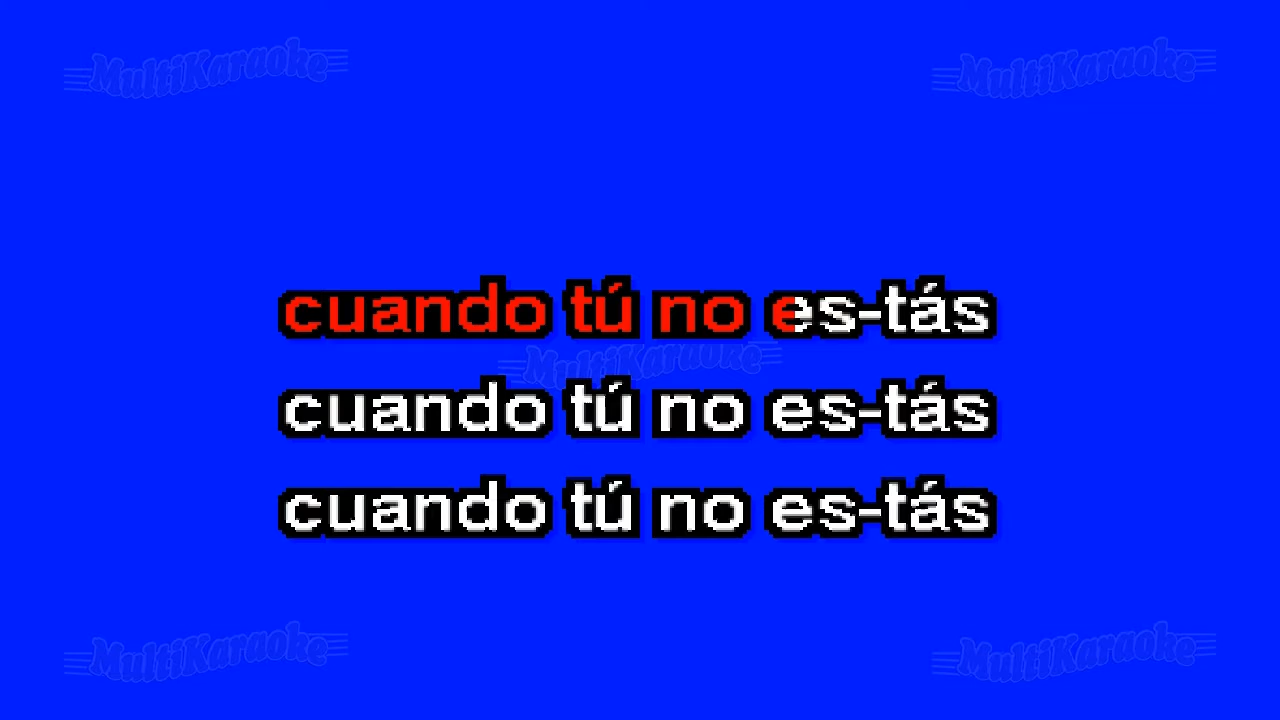 MultiKaraoke MultiKaraoke
cuando tú no es-tás
MultiKaraoke
cuando tú no es-tás
cuando tú no es-tás
MultiKaraoke MultiKaraoke